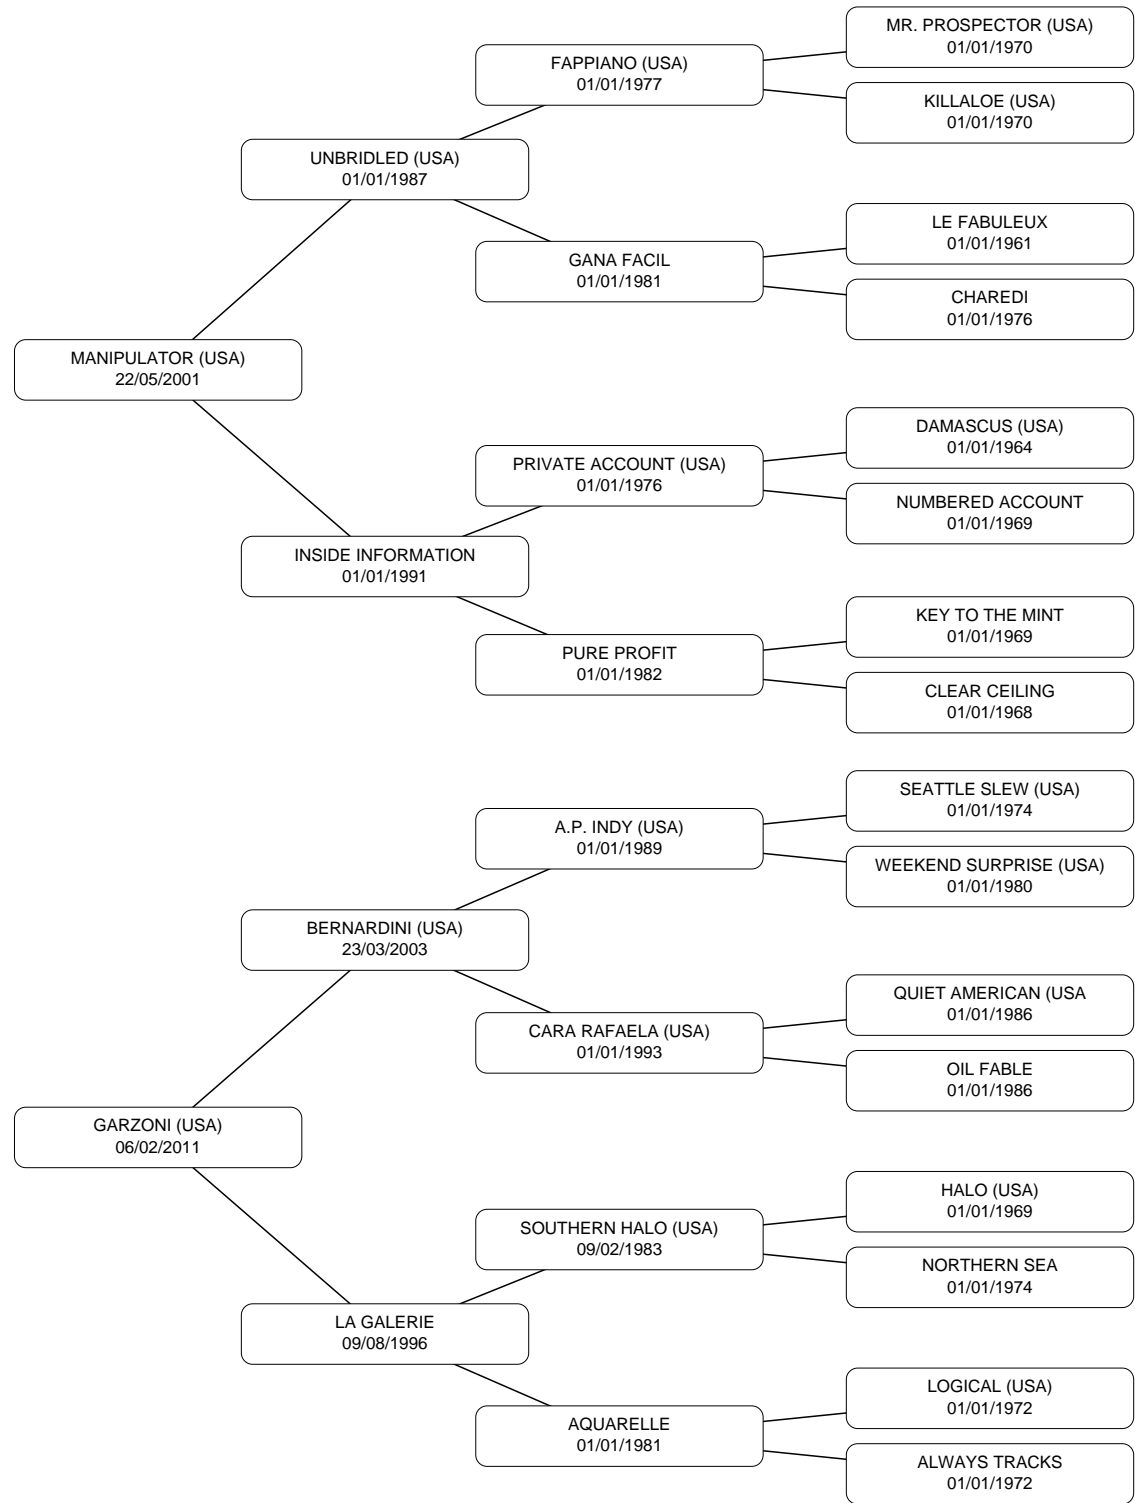 MR. PROSPECTOR (USA)
01/01/1970
FAPPIANO (USA)
01/01/1977
KILLALOE (USA)
01/01/1970
UNBRIDLED (USA)
01/01/1987
LE FABULEUX
01/01/1961
GANA FACIL
01/01/1981
CHAREDI
01/01/1976
MANIPULATOR (USA)
22/05/2001
DAMASCUS (USA)
01/01/1964
PRIVATE ACCOUNT (USA)
01/01/1976
NUMBERED ACCOUNT
01/01/1969
INSIDE INFORMATION
01/01/1991
KEY TO THE MINT
01/01/1969
PURE PROFIT
01/01/1982
CLEAR CEILING
01/01/1968
SEATTLE SLEW (USA)
01/01/1974
A.P. INDY (USA)
01/01/1989
WEEKEND SURPRISE (USA)
01/01/1980
BERNARDINI (USA)
23/03/2003
QUIET AMERICAN (USA
01/01/1986
CARA RAFAELA (USA)
01/01/1993
OIL FABLE
01/01/1986
GARZONI (USA)
06/02/2011
HALO (USA)
01/01/1969
SOUTHERN HALO (USA)
09/02/1983
NORTHERN SEA
01/01/1974
LA GALERIE
09/08/1996
LOGICAL (USA)
01/01/1972
AQUARELLE
01/01/1981
ALWAYS TRACKS
01/01/1972